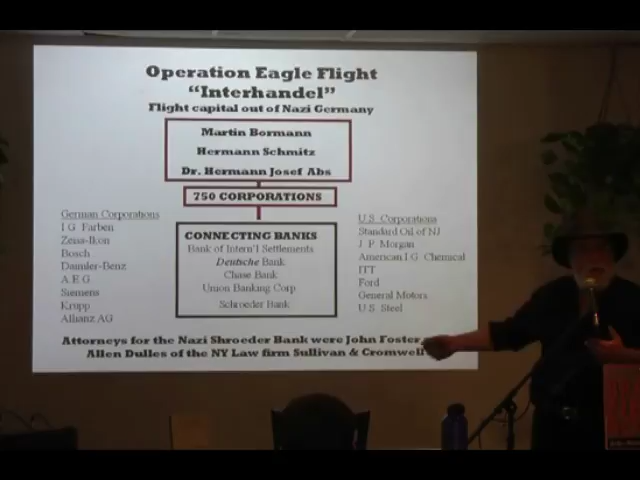 Operation Eagle Flight
"Interhandel"
Flight capital out of Nazi Germany
Martin Bormann
Hermann Schmitz
Dr. Hermann Josef Abs
750 CORPORATIONS
German Corporations
I.G. Farben
Zeiss-Ikon
Bosch
Daimler-Benz
A.E.G.
Siemens
Krupp
Allianz AG
CONNECTING BANKS
Bank of Intern'l Settlements
Deutsche Bank
Chase Bank
Union Banking Corp
Schroeder Bank
U.S. Corporations
Standard Oil of NJ
J. P. Morgan
American I.G. Chemical
ITT
Ford
General Motors
U.S. Steel
Attorneys for the Nazi Shroeder Bank were John Foster
Allen Dulles of the NY Law firm Sullivan & Cromwell